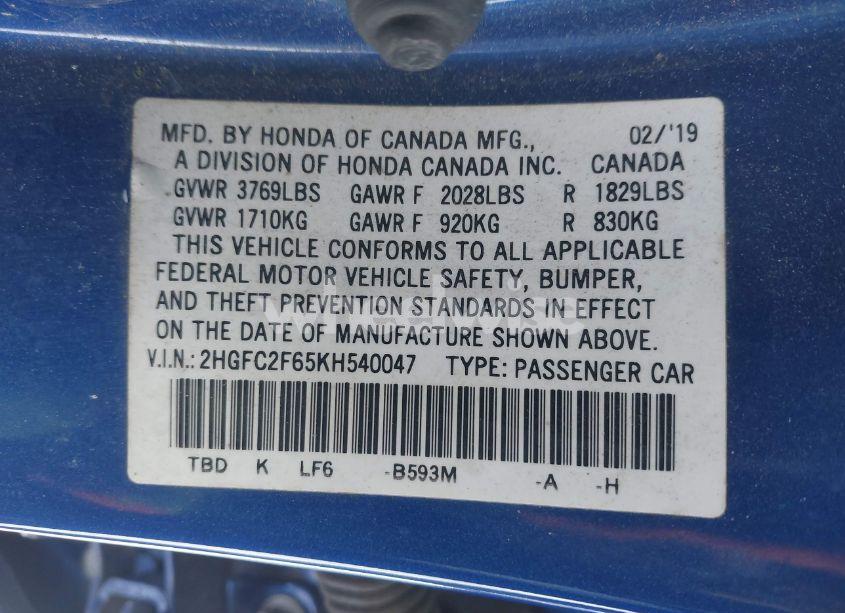 MFD. BY HONDA OF CANADA MFG., 02/'19
A DIVISION OF HONDA CANADA INC. CANADA
GVWR 3769LBS GAWR F 2028LBS R 1829LBS
GVWR 1710KG GAWR F 920KG R 830KG
THIS VEHICLE CONFORMS TO ALL APPLICABLE
FEDERAL MOTOR VEHICLE SAFETY, BUMPER,
AND THEFT PREVENTION STANDARDS IN EFFECT
ON THE DATE OF MANUFACTURE SHOWN ABOVE.
V.I.N.: 2HGFC2F65KH540047 TYPE: PASSENGER CAR
TBD K LF6 -B593M -A -H